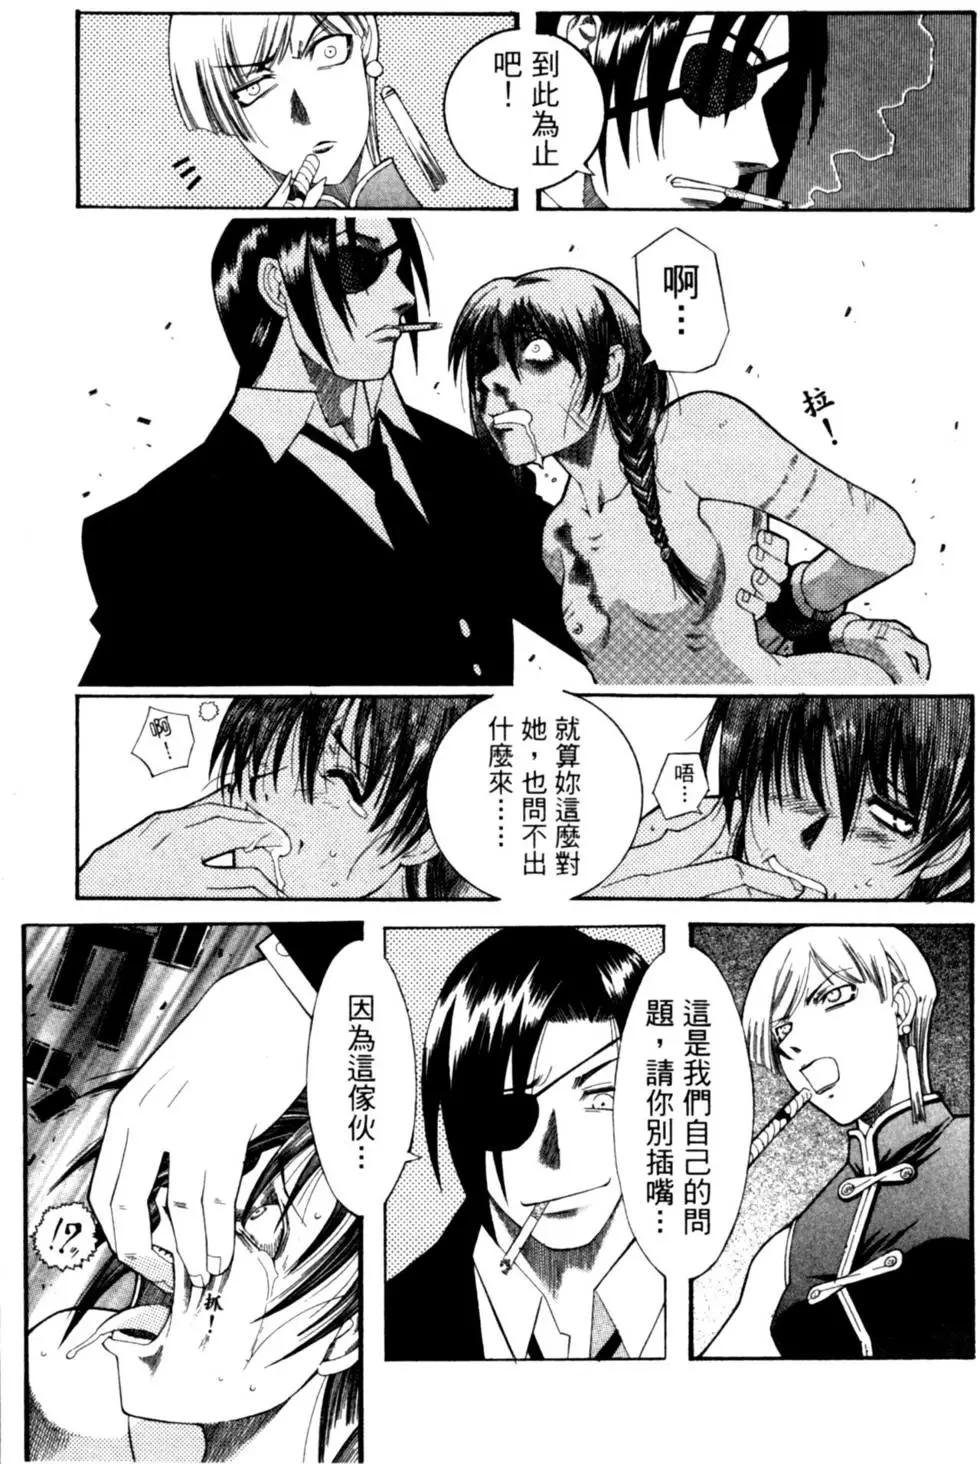 到此為止
吧！
啊…
拉！
唔…
就算妳這麼對
她，也問不出
什麼來……
啊…！
這是我們自己的問
題，請你別插嘴…
因為這傢伙…
!?
抓！